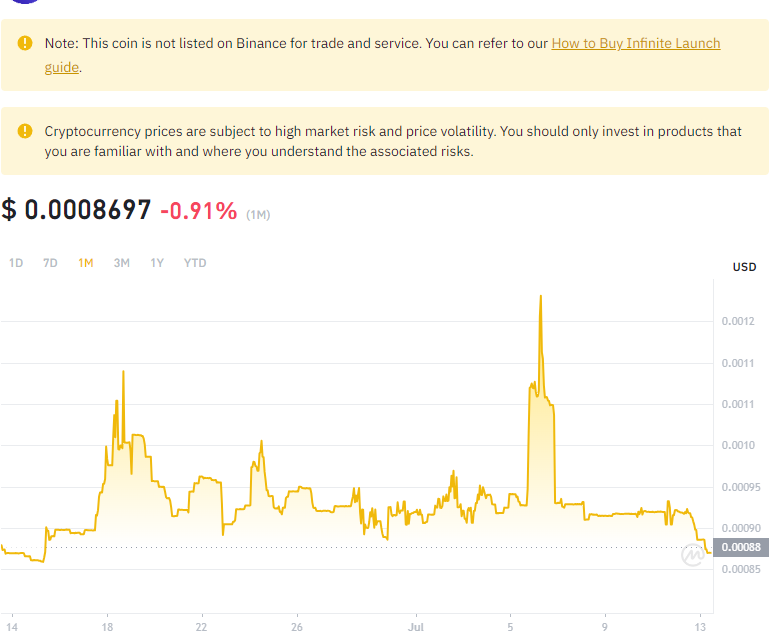 Note: This coin is not listed on Binance for trade and service. You can refer to our How to Buy Infinite Launch
guide.
Cryptocurrency prices are subject to high market risk and price volatility. You should only invest in products that
you are familiar with and where you understand the associated risks.
$ 0.0008697 -0.91% (1M)
1D 7D 1M 3M 1Y YTD
USD
0.0012
0.0011
0.0011
0.0010
0.00095
0.00090
0.00088
0.00085
14 18 22 26 Jul 5 9 13